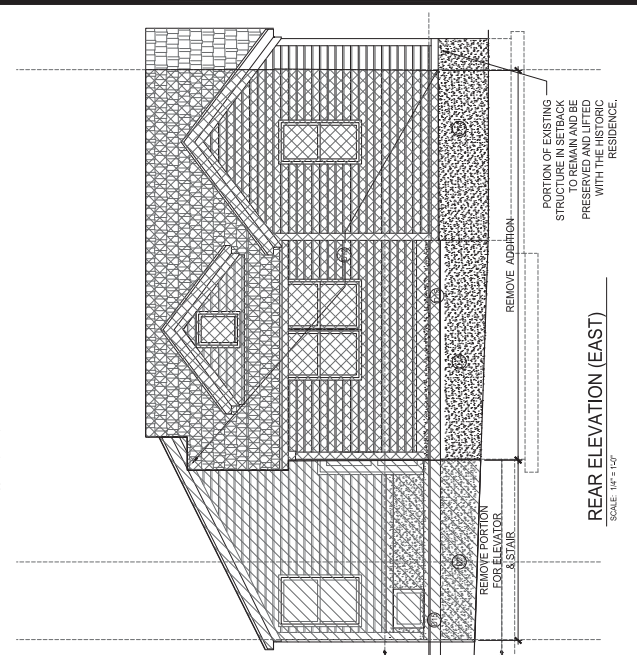 PORTION OF EXISTING
STRUCTURE IN SETBACK
TO REMAIN AND BE
PRESERVED AND LIFTED
WITH THE HISTORIC
RESIDENCE.
REMOVE ADDITION
REMOVE PORTION
FOR ELEVATOR
& STAIR
REAR ELEVATION (EAST)
SCALE: 1/4" = 1'-0"